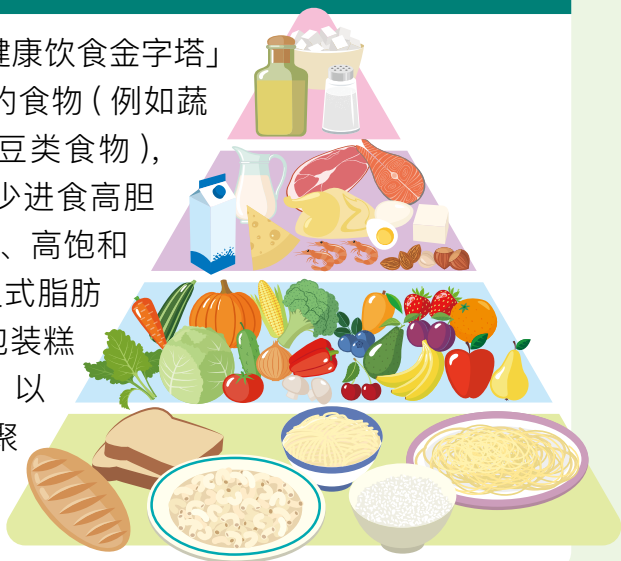 健康饮食金字塔」
的食物 ( 例如蔬
豆类食物 ),
少进食高胆
、高饱和
式脂肪
包装糕
以
聚